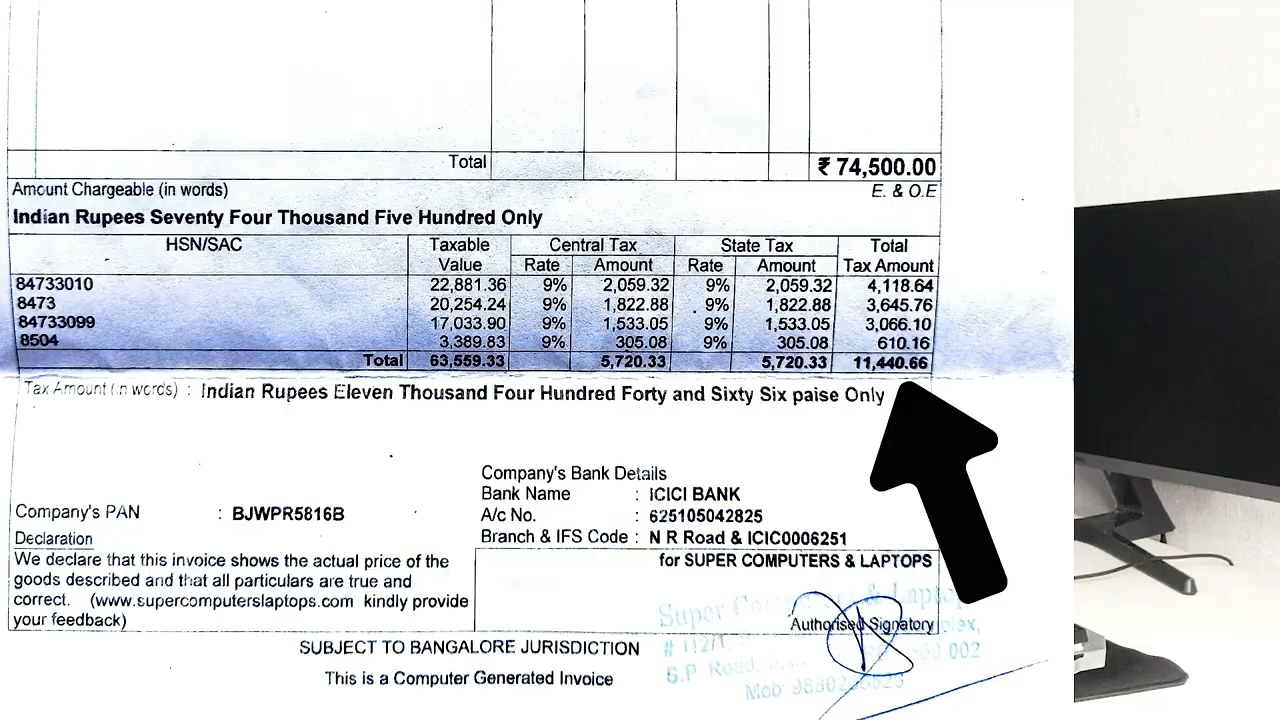 Total ₹ 74,500.00
Amount Chargeable (in words) E. & O.E
Indian Rupees Seventy Four Thousand Five Hundred Only
HSN/SAC Taxable Value Central Tax State Tax Total Tax Amount
Rate Amount Rate Amount
84733010 22,881.36 9% 2,059.32 9% 2,059.32 4,118.64
8473 20,254.24 9% 1,822.88 9% 1,822.88 3,645.76
84733099 17,033.90 9% 1,533.05 9% 1,533.05 3,066.10
8504 3,389.83 9% 305.08 9% 305.08 610.16
Total 63,559.33 5,720.33 5,720.33 11,440.66
Tax Amount (in words) : Indian Rupees Eleven Thousand Four Hundred Forty and Sixty Six paise Only
Company's Bank Details
Bank Name : ICICI BANK
A/c No. : 625105042825
Branch & IFS Code : N R Road & ICIC0006251
Company's PAN : BJWPR5816B
Declaration
We declare that this invoice shows the actual price of the
goods described and that all particulars are true and
correct. (www.supercomputerslaptops.com kindly provide
your feedback)
for SUPER COMPUTERS & LAPTOPS
Super & Laptop
Authorised Signatory
# 112/1, 560 002
S.P Road,
Mob:
SUBJECT TO BANGALORE JURISDICTION
This is a Computer Generated Invoice